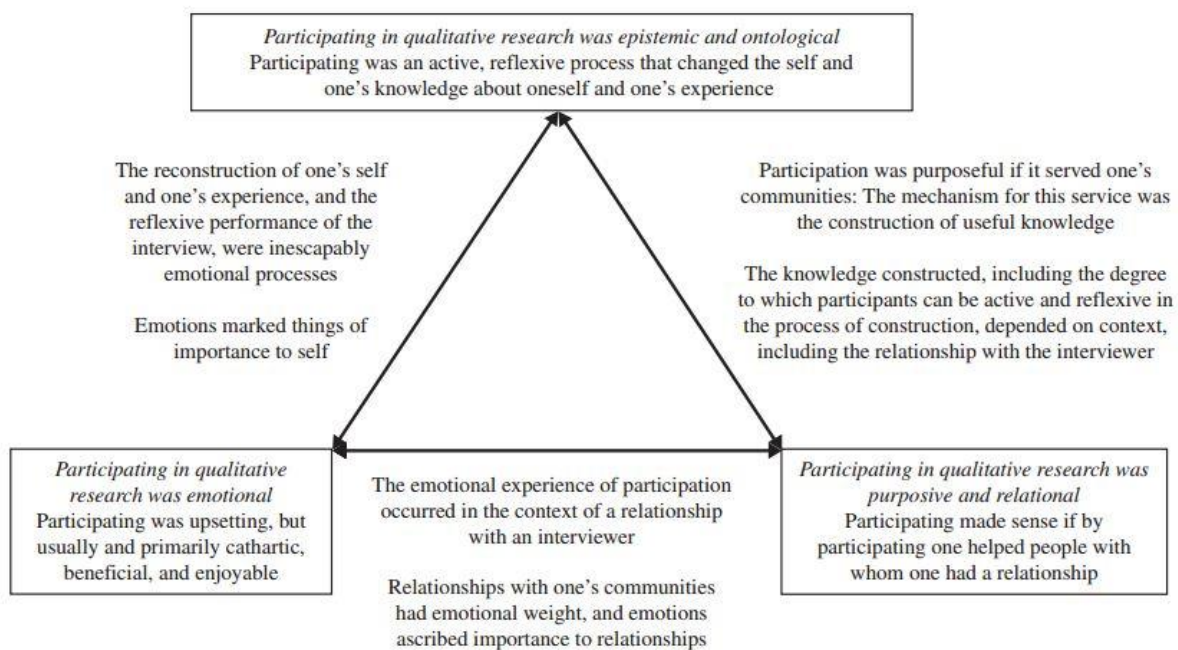 Participating in qualitative research was epistemic and ontological
Participating was an active, reflexive process that changed the self and
one's knowledge about oneself and one's experience
The reconstruction of one's self
and one's experience, and the
reflexive performance of the
interview, were inescapably
emotional processes
Emotions marked things of
importance to self
Participation was purposeful if it served one's
communities: The mechanism for this service was
the construction of useful knowledge
The knowledge constructed, including the degree
to which participants can be active and reflexive in
the process of construction, depended on context,
including the relationship with the interviewer
Participating in qualitative
research was emotional
Participating was upsetting, but
usually and primarily cathartic,
beneficial, and enjoyable
The emotional experience of participation
occurred in the context of a relationship
with an interviewer
Relationships with one's communities
had emotional weight, and emotions
ascribed importance to relationships
Participating in qualitative research was
purposive and relational
Participating made sense if by
participating one helped people with
whom one had a relationship